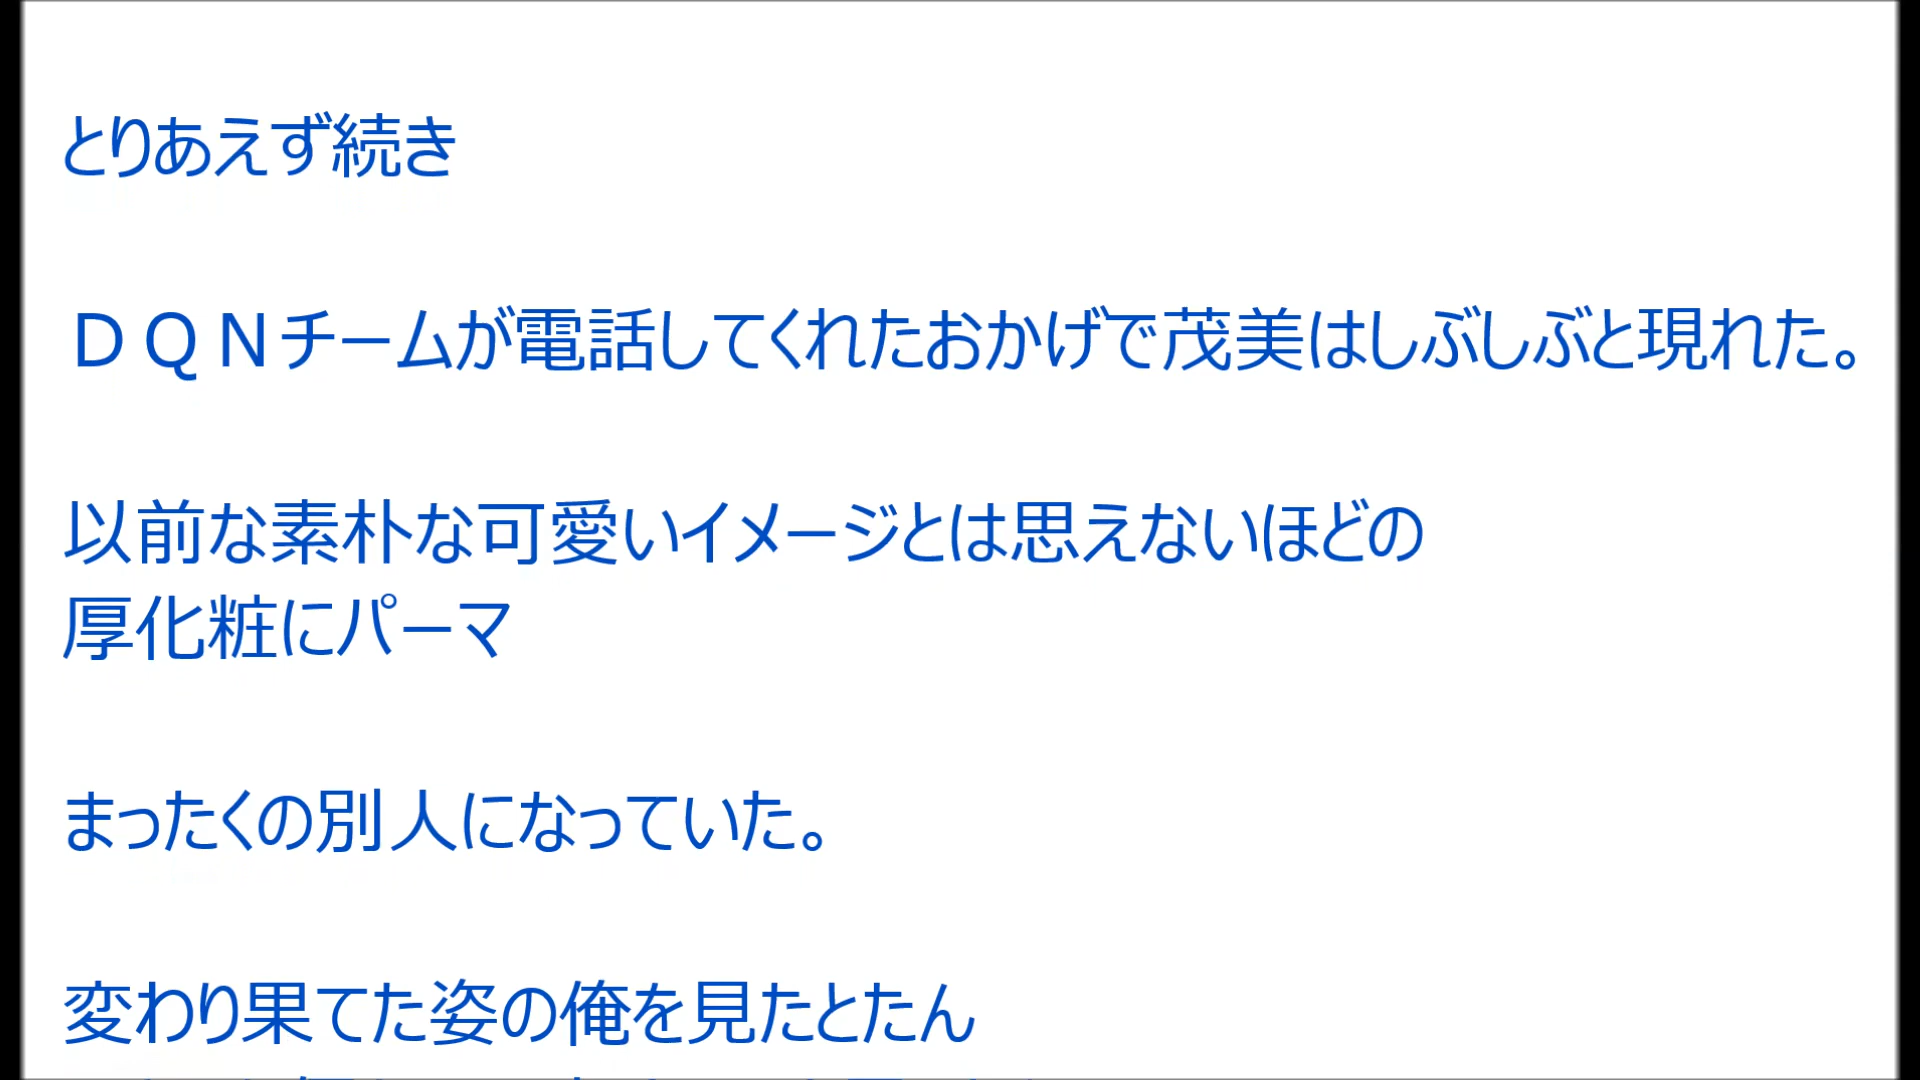 とりあえず続き
ＤＱＮチームが電話してくれたおかげで茂美はしぶしぶと現れた。
以前な素朴な可愛いイメージとは思えないほどの
厚化粧にパーマ
まったくの別人になっていた。
変わり果てた姿の俺を見たとたん